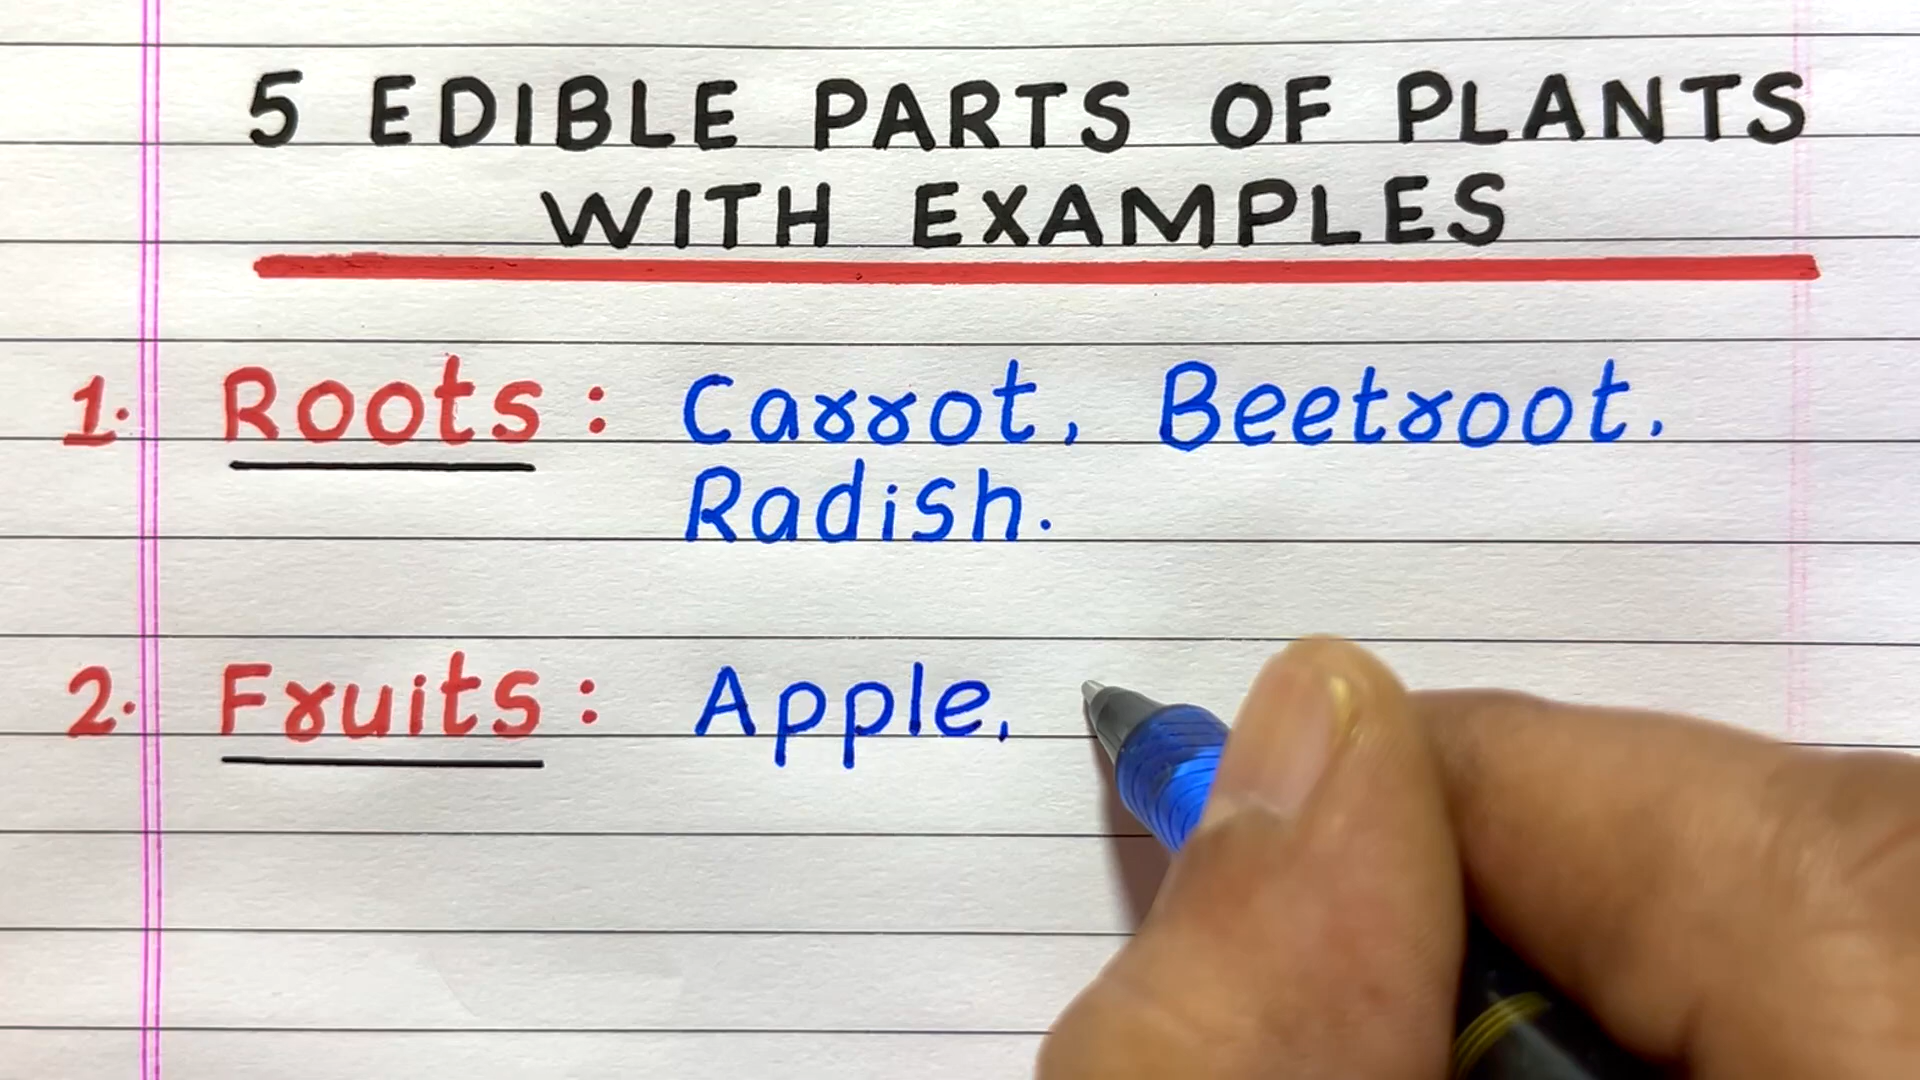 5 EDIBLE PARTS OF PLANTS
WITH EXAMPLES
1. Roots: Carrot, Beetroot.
Radish.
2. Fruits: Apple,